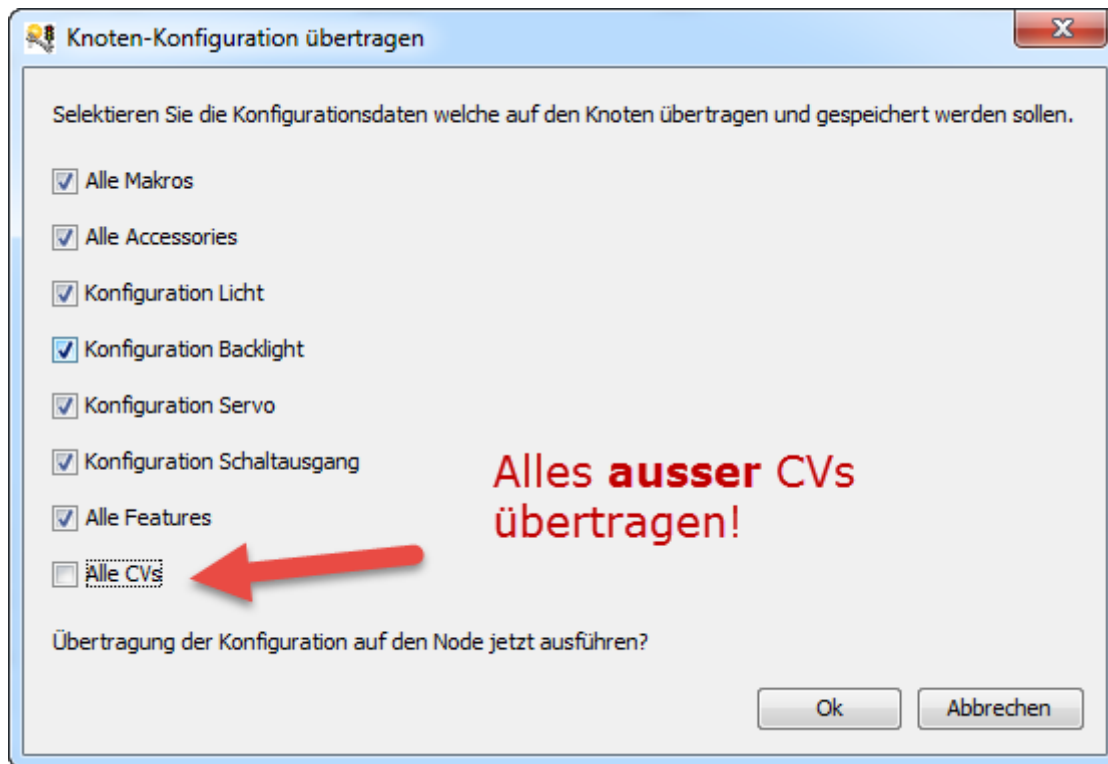 Knoten-Konfiguration übertragen
Selektieren Sie die Konfigurationsdaten welche auf den Knoten übertragen und gespeichert werden sollen.
Alle Makros
Alle Accessories
Konfiguration Licht
Konfiguration Backlight
Konfiguration Servo
Konfiguration Schaltausgang
Alles ausser CVs
übertragen!
Alle Features
Alle CVs
Übertragung der Konfiguration auf den Node jetzt ausführen?
Ok
Abbrechen